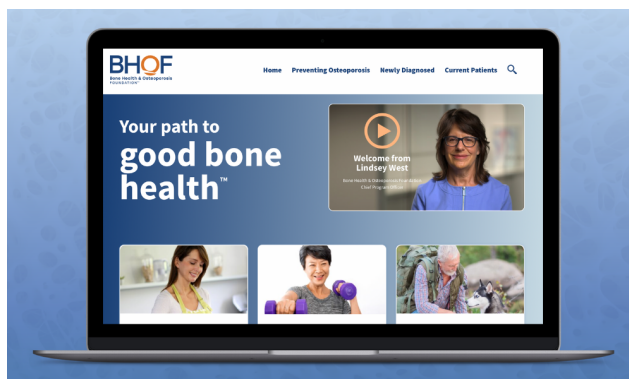 BHOF
Bone Health & Osteoporosis
FOUNDATION™
Home Preventing Osteoporosis Newly Diagnosed Current Patients
Your path to
good bone
health™
Welcome from
Lindsey West
Bone Health & Osteoporosis Foundation
Chief Program Officer